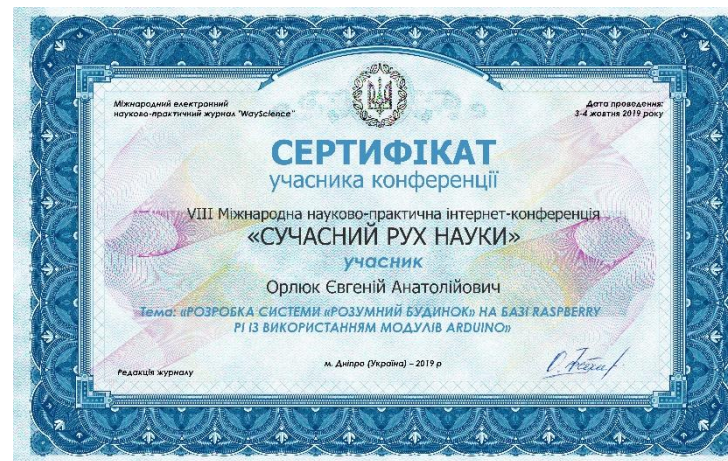 Міжнародний електронний
науково-практичний журнал "WayScience"
Дата проведення:
3-4 жовтня 2019 року
СЕРТИФІКАТ
учасника конференції
VIII Міжнародна науково-практична інтернет-конференція
«СУЧАСНИЙ РУХ НАУКИ»
учасник
Орлюк Євгеній Анатолійович
Тема: «РОЗРОБКА СИСТЕМИ «РОЗУМНИЙ БУДИНОК» НА БАЗІ RASPBERRY
PI ІЗ ВИКОРИСТАННЯМ МОДУЛІВ ARDUINO»
Редакція журналу
м. Дніпро (Україна) – 2019 р